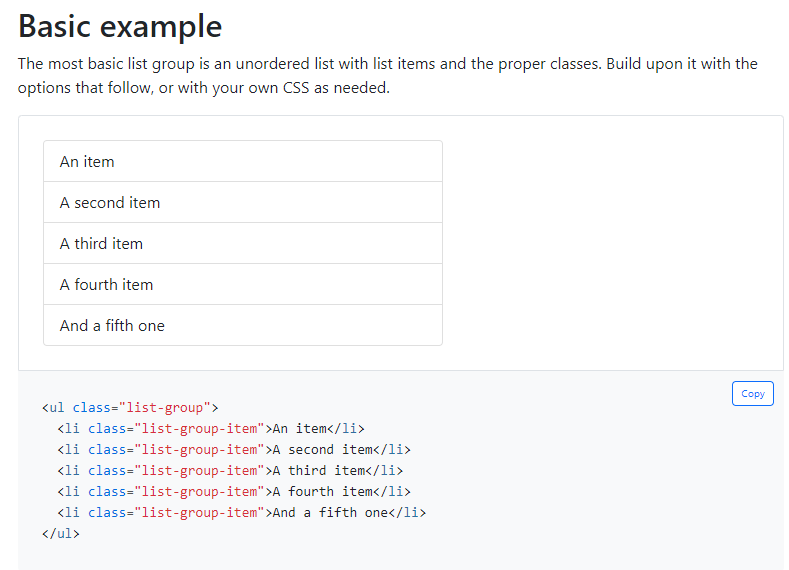 Basic example
The most basic list group is an unordered list with list items and the proper classes. Build upon it with the
options that follow, or with your own CSS as needed.
An item
A second item
A third item
A fourth item
And a fifth one
Copy
<ul class="list-group">
  <li class="list-group-item">An item</li>
  <li class="list-group-item">A second item</li>
  <li class="list-group-item">A third item</li>
  <li class="list-group-item">A fourth item</li>
  <li class="list-group-item">And a fifth one</li>
</ul>